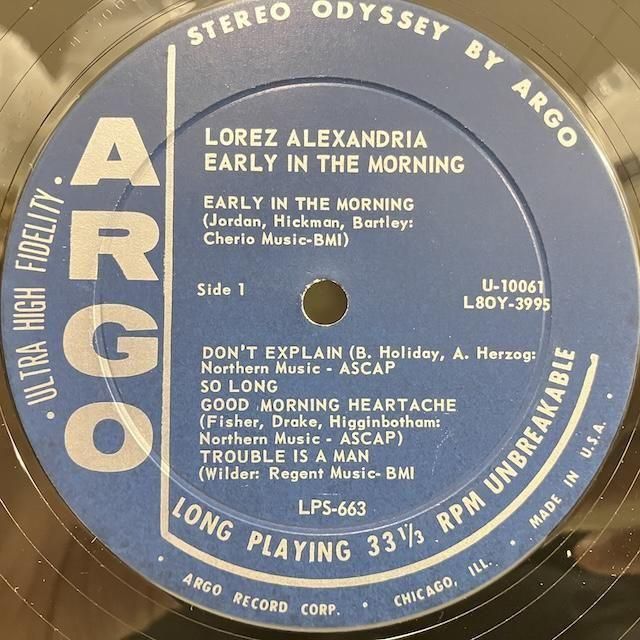 STEREO ODYSSEY BY ARGO
ARGO
ULTRA HIGH FIDELITY
LOREZ ALEXANDRIA
EARLY IN THE MORNING
EARLY IN THE MORNING
(Jordan, Hickman, Bartley:
Cherio Music-BMI)
Side 1
U-10061
L8OY-3995
DON'T EXPLAIN (B. Holiday, A. Herzog:
Northern Music - ASCAP
SO LONG
GOOD MORNING HEARTACHE
(Fisher, Drake, Higginbotham:
Northern Music - ASCAP)
TROUBLE IS A MAN
(Wilder: Regent Music- BMI
LPS-663
LONG PLAYING 33 1/3 RPM UNBREAKABLE
ARGO RECORD CORP. • CHICAGO, ILL. • MADE IN U.S.A.